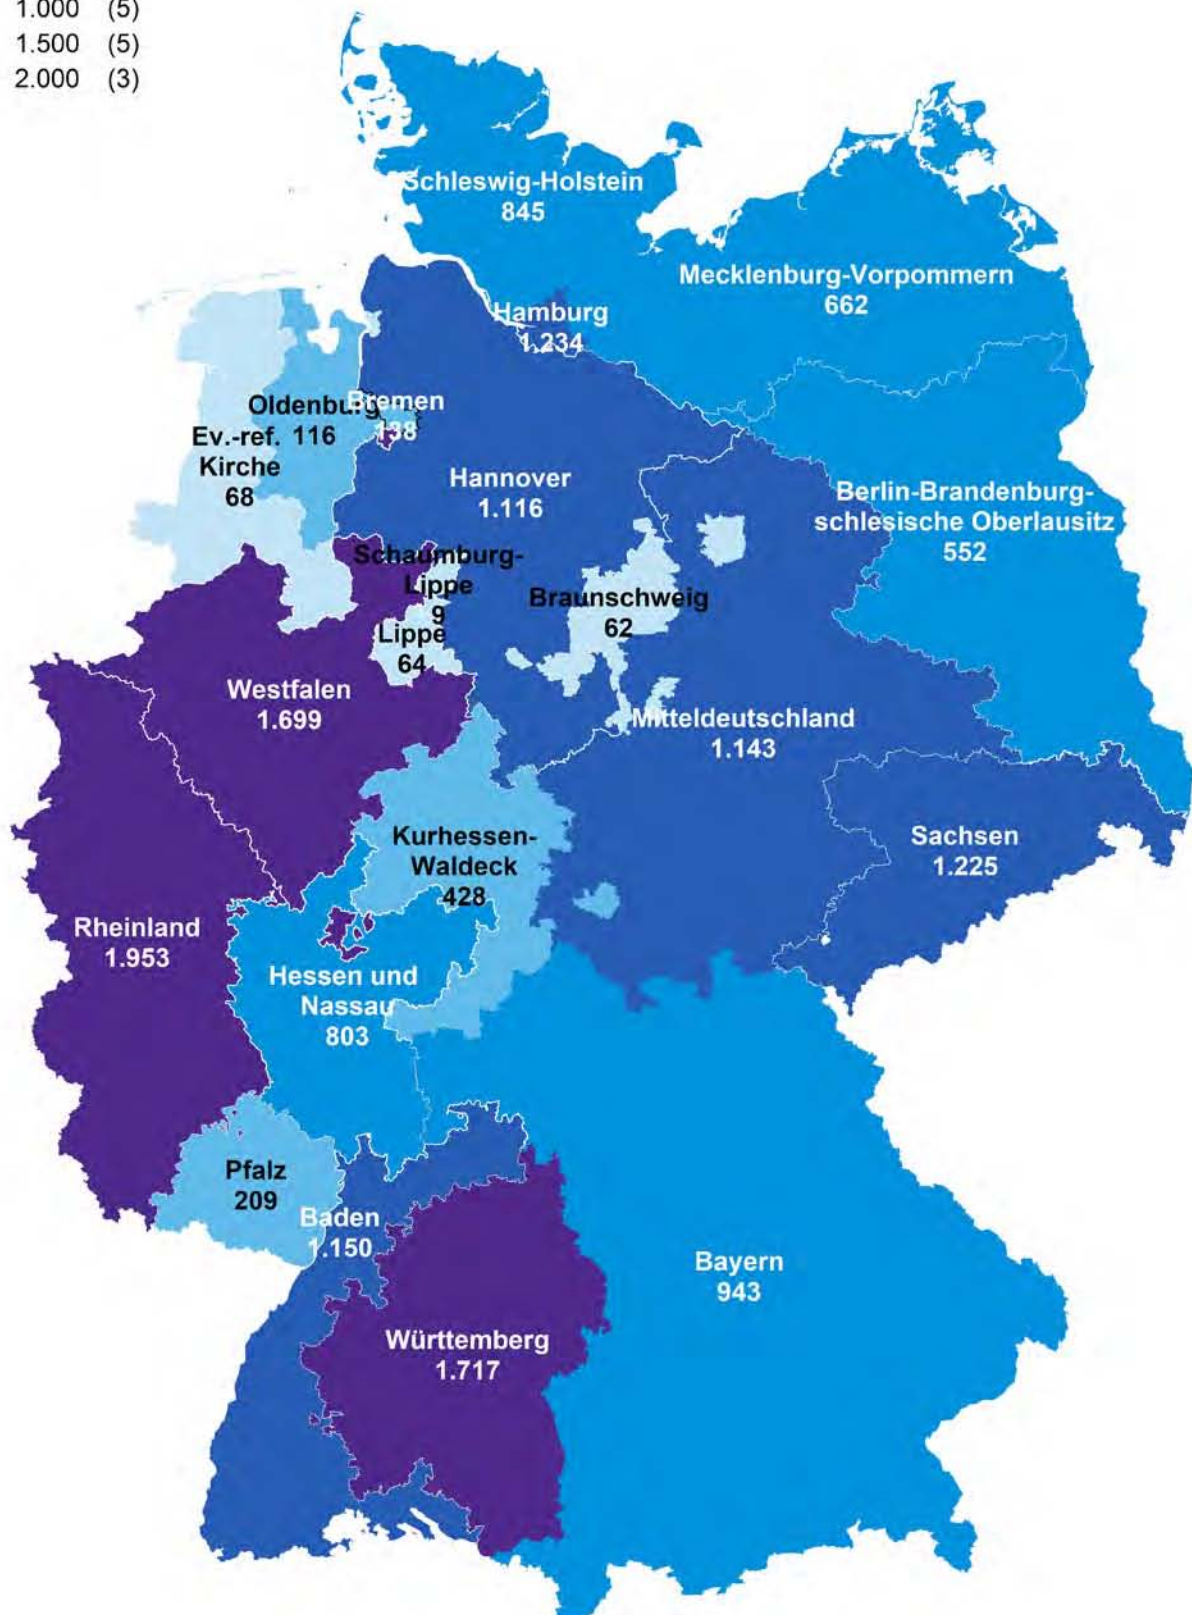 1.000 (5)
1.500 (5)
2.000 (3)
Schleswig-Holstein
845
Mecklenburg-Vorpommern
662
Hamburg
1.234
Bremen
138
Oldenburg
116
Ev.-ref.
Kirche
68
Hannover
1.116
Berlin-Brandenburg-
schlesische Oberlausitz
552
Schaumburg-
Lippe
9
Braunschweig
62
Lippe
64
Westfalen
1.699
Mitteldeutschland
1.143
Kurhessen-
Waldeck
428
Sachsen
1.225
Rheinland
1.953
Hessen und
Nassau
803
Pfalz
209
Baden
1.150
Bayern
943
Württemberg
1.717